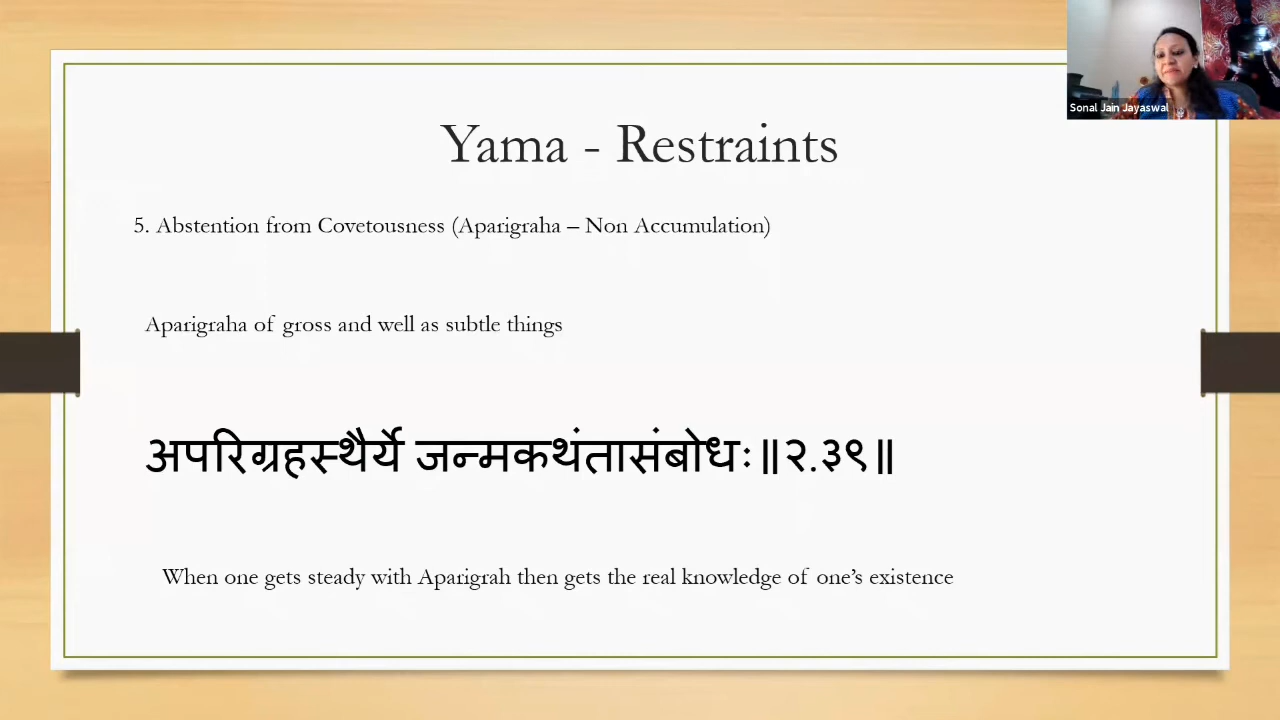 Sonal Jain Jayaswal
Yama - Restraints
5. Abstention from Covetousness (Aparigraha – Non Accumulation)
Aparigraha of gross and well as subtle things
अपरिग्रहस्थैर्ये जन्मकथंतासंबोधः॥२.३९॥
When one gets steady with Aparigrah then gets the real knowledge of one’s existence